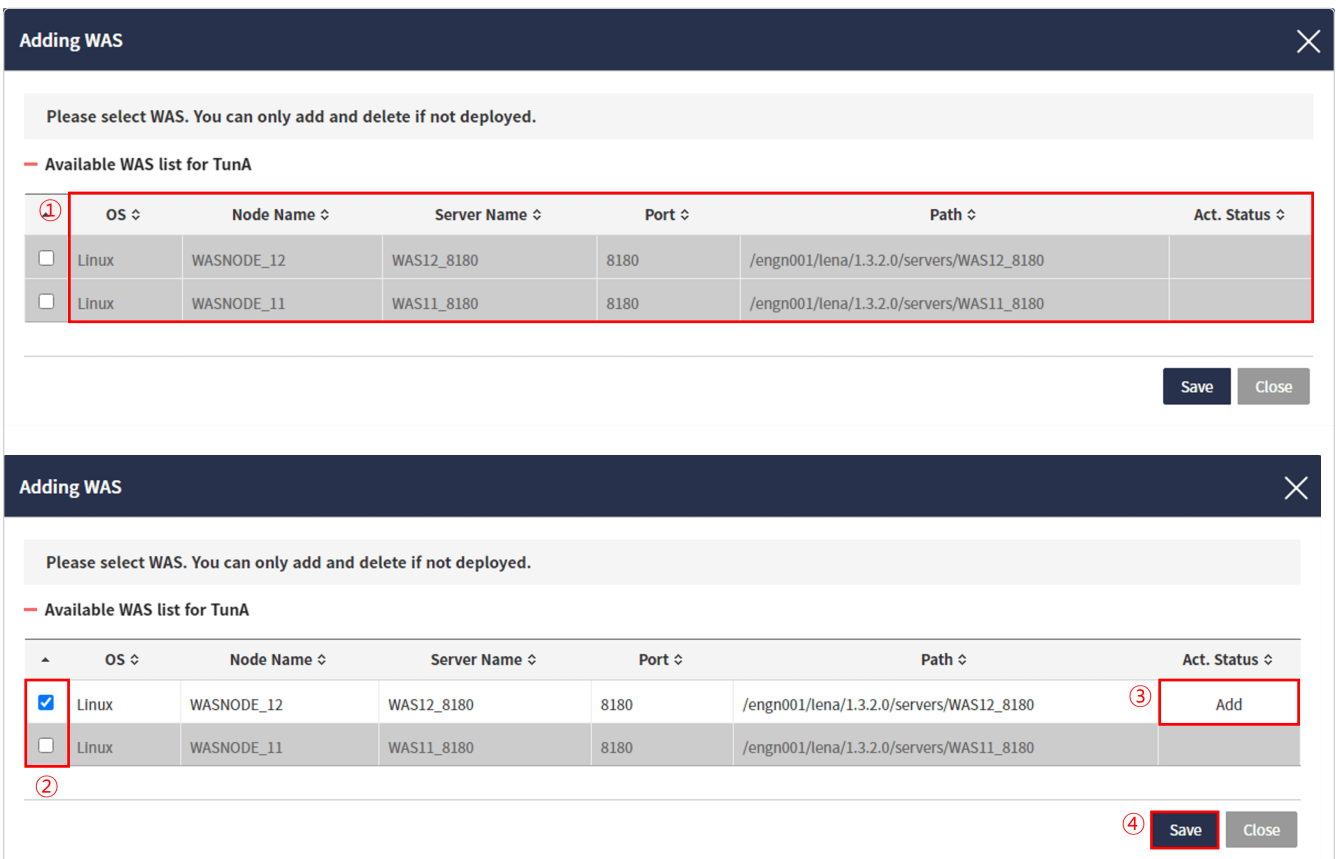 Adding WAS
Please select WAS. You can only add and delete if not deployed.
Available WAS list for TunA
① OS Node Name Server Name Port Path Act. Status
Linux WASNODE_12 WAS12_8180 8180 /engn001/lena/1.3.2.0/servers/WAS12_8180
Linux WASNODE_11 WAS11_8180 8180 /engn001/lena/1.3.2.0/servers/WAS11_8180
Save Close
Adding WAS
Please select WAS. You can only add and delete if not deployed.
Available WAS list for TunA
OS Node Name Server Name Port Path Act. Status
Linux WASNODE_12 WAS12_8180 8180 /engn001/lena/1.3.2.0/servers/WAS12_8180 ③ Add
Linux WASNODE_11 WAS11_8180 8180 /engn001/lena/1.3.2.0/servers/WAS11_8180
②
④ Save Close